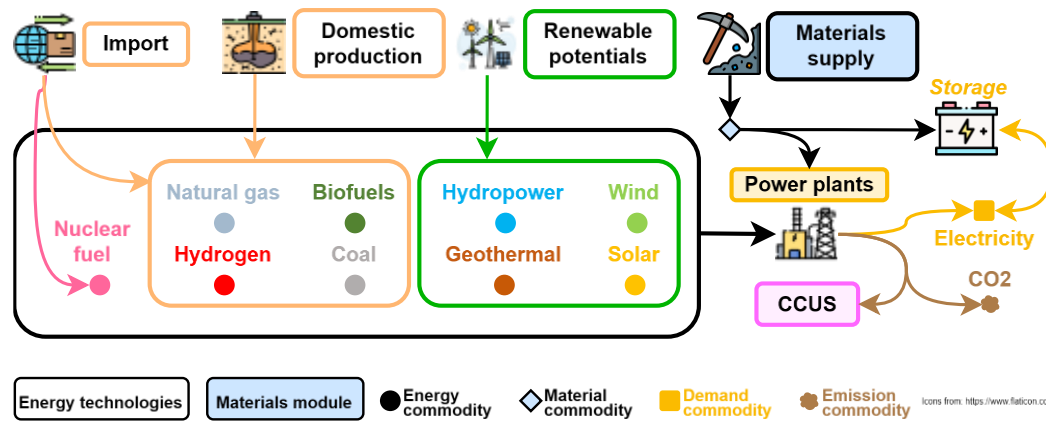 Import
Domestic
production
Renewable
potentials
Materials
supply
Storage
Natural gas
Biofuels
Hydropower
Wind
Power plants
Nuclear
fuel
Hydrogen
Coal
Geothermal
Solar
Electricity
CCUS
CO2
Energy technologies
Materials module
Energy
commodity
Material
commodity
Demand
commodity
Emission
commodity
Icons from: https://www.flaticon.cc